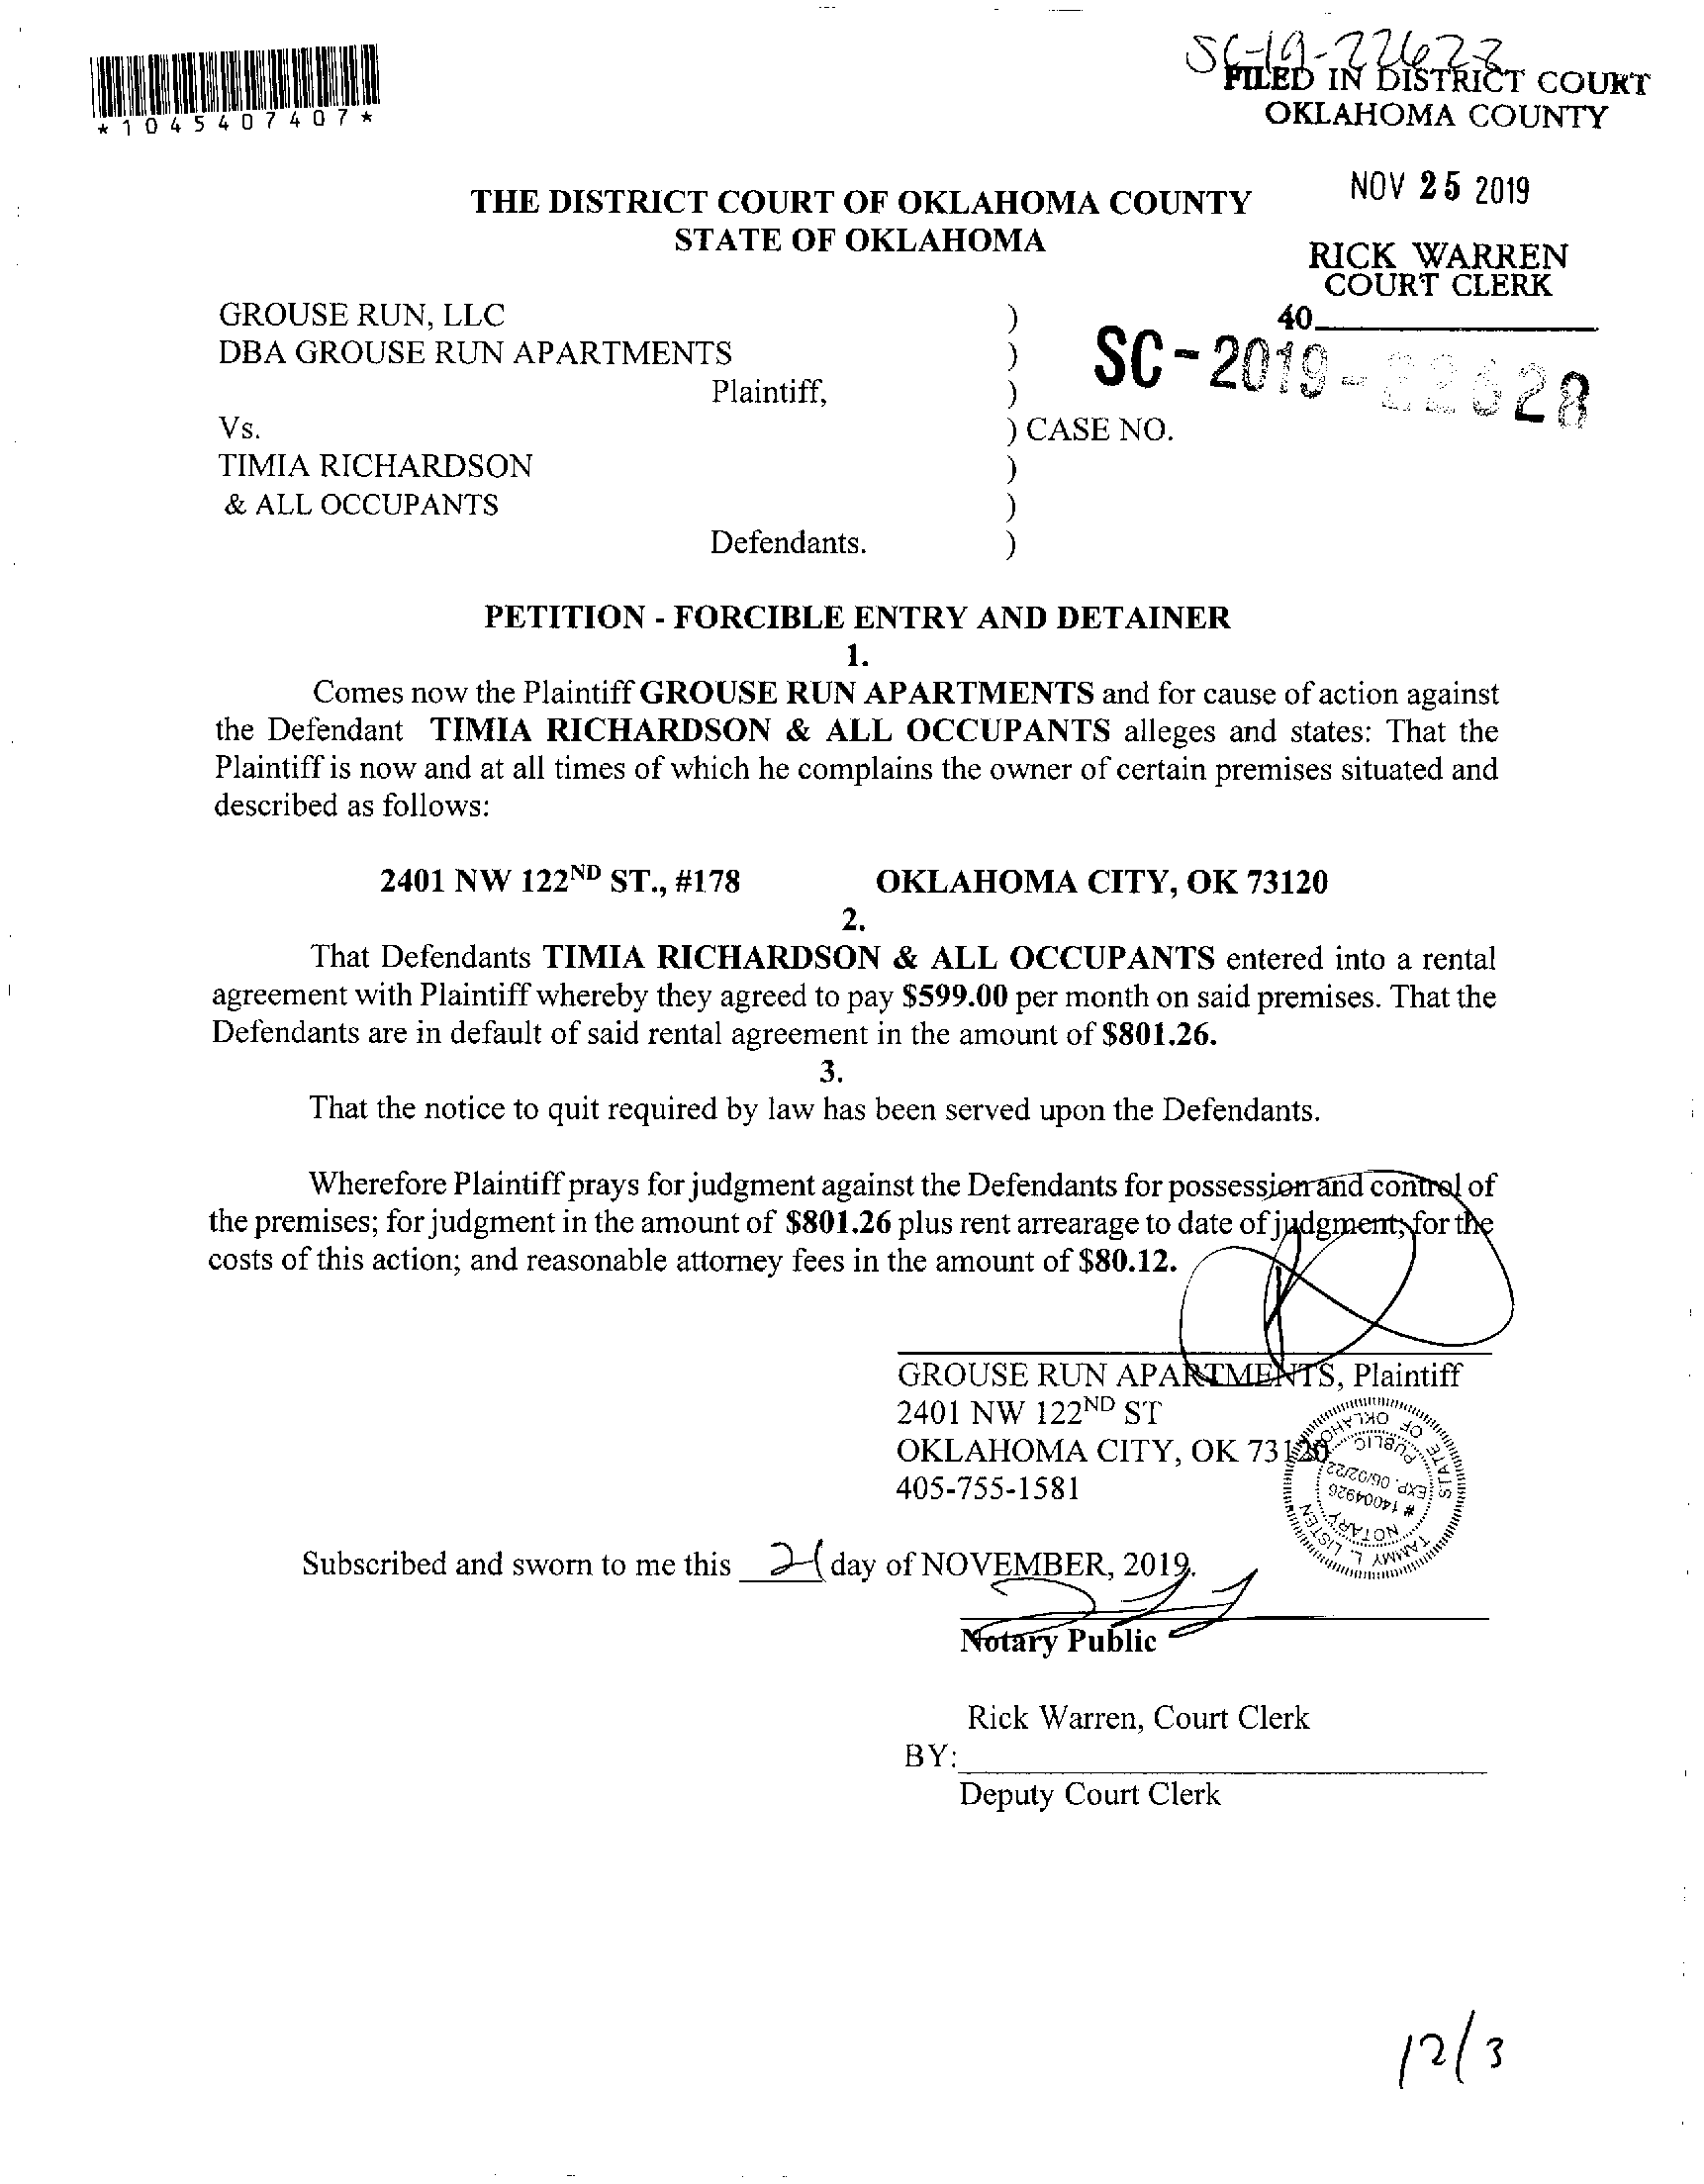 *1045407407*
FILED IN DISTRICT COURT
OKLAHOMA COUNTY
NOV 25 2019
RICK WARREN
COURT CLERK
40
THE DISTRICT COURT OF OKLAHOMA COUNTY
STATE OF OKLAHOMA
GROUSE RUN, LLC )
DBA GROUSE RUN APARTMENTS )
Plaintiff, )
SC-2019-22628
Vs. ) CASE NO.
TIMIA RICHARDSON )
& ALL OCCUPANTS )
Defendants. )
PETITION - FORCIBLE ENTRY AND DETAINER
1.
Comes now the Plaintiff GROUSE RUN APARTMENTS and for cause of action against
the Defendant TIMIA RICHARDSON & ALL OCCUPANTS alleges and states: That the
Plaintiff is now and at all times of which he complains the owner of certain premises situated and
described as follows:
2401 NW 122ND ST., #178 OKLAHOMA CITY, OK 73120
2.
That Defendants TIMIA RICHARDSON & ALL OCCUPANTS entered into a rental
agreement with Plaintiff whereby they agreed to pay $599.00 per month on said premises. That the
Defendants are in default of said rental agreement in the amount of $801.26.
3.
That the notice to quit required by law has been served upon the Defendants.
Wherefore Plaintiff prays for judgment against the Defendants for possession and control of
the premises; for judgment in the amount of $801.26 plus rent arrearage to date of judgment; for the
costs of this action; and reasonable attorney fees in the amount of $80.12.
GROUSE RUN APARTMENTS, Plaintiff
2401 NW 122ND ST
OKLAHOMA CITY, OK 73120
405-755-1581
TAMMY L. LISTEN
NOTARY
# 14004926
EXP. 06/02/22
PUBLIC
STATE OF OKLAHOMA
Subscribed and sworn to me this 21 day of NOVEMBER, 2019.
Notary Public
Rick Warren, Court Clerk
BY:
Deputy Court Clerk
12/3